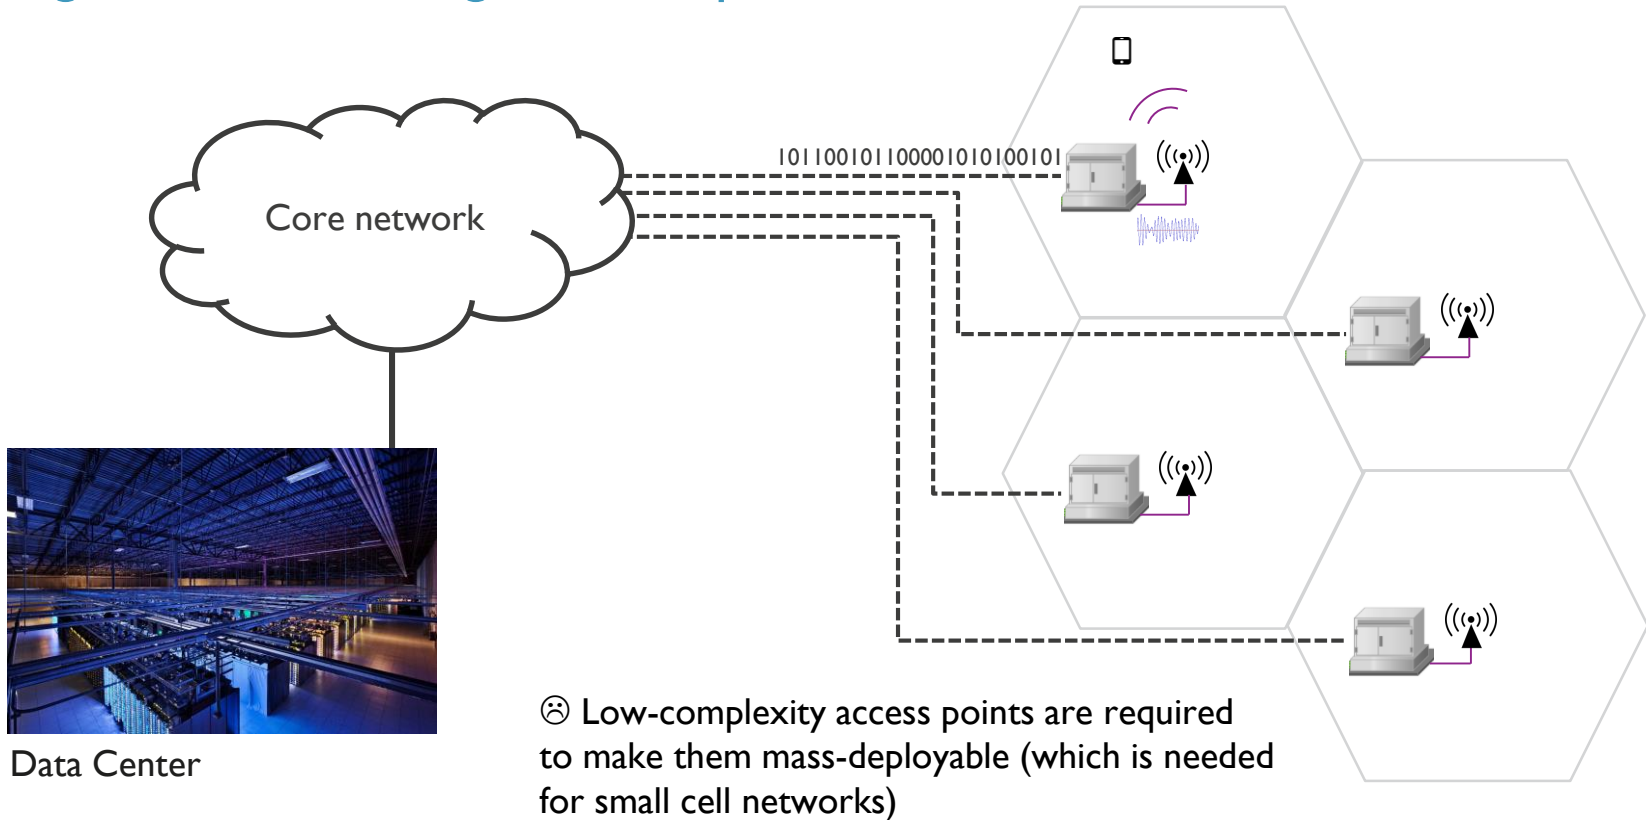 101100101100001010100101
Core network
Data Center
☹ Low-complexity access points are required
to make them mass-deployable (which is needed
for small cell networks)